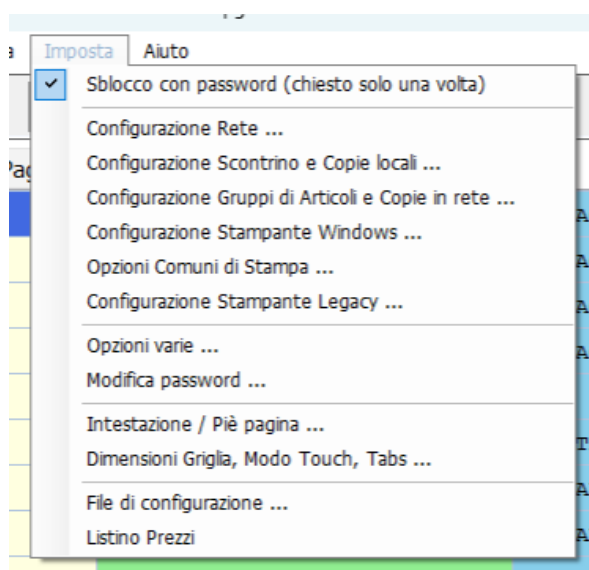 Imposta Aiuto
Sblocco con password (chiesto solo una volta)
Configurazione Rete ...
Configurazione Scontrino e Copie locali ...
Configurazione Gruppi di Articoli e Copie in rete ...
Configurazione Stampante Windows ...
Opzioni Comuni di Stampa ...
Configurazione Stampante Legacy ...
Opzioni varie ...
Modifica password ...
Intestazione / Piè pagina ...
Dimensioni Griglia, Modo Touch, Tabs ...
File di configurazione ...
Listino Prezzi